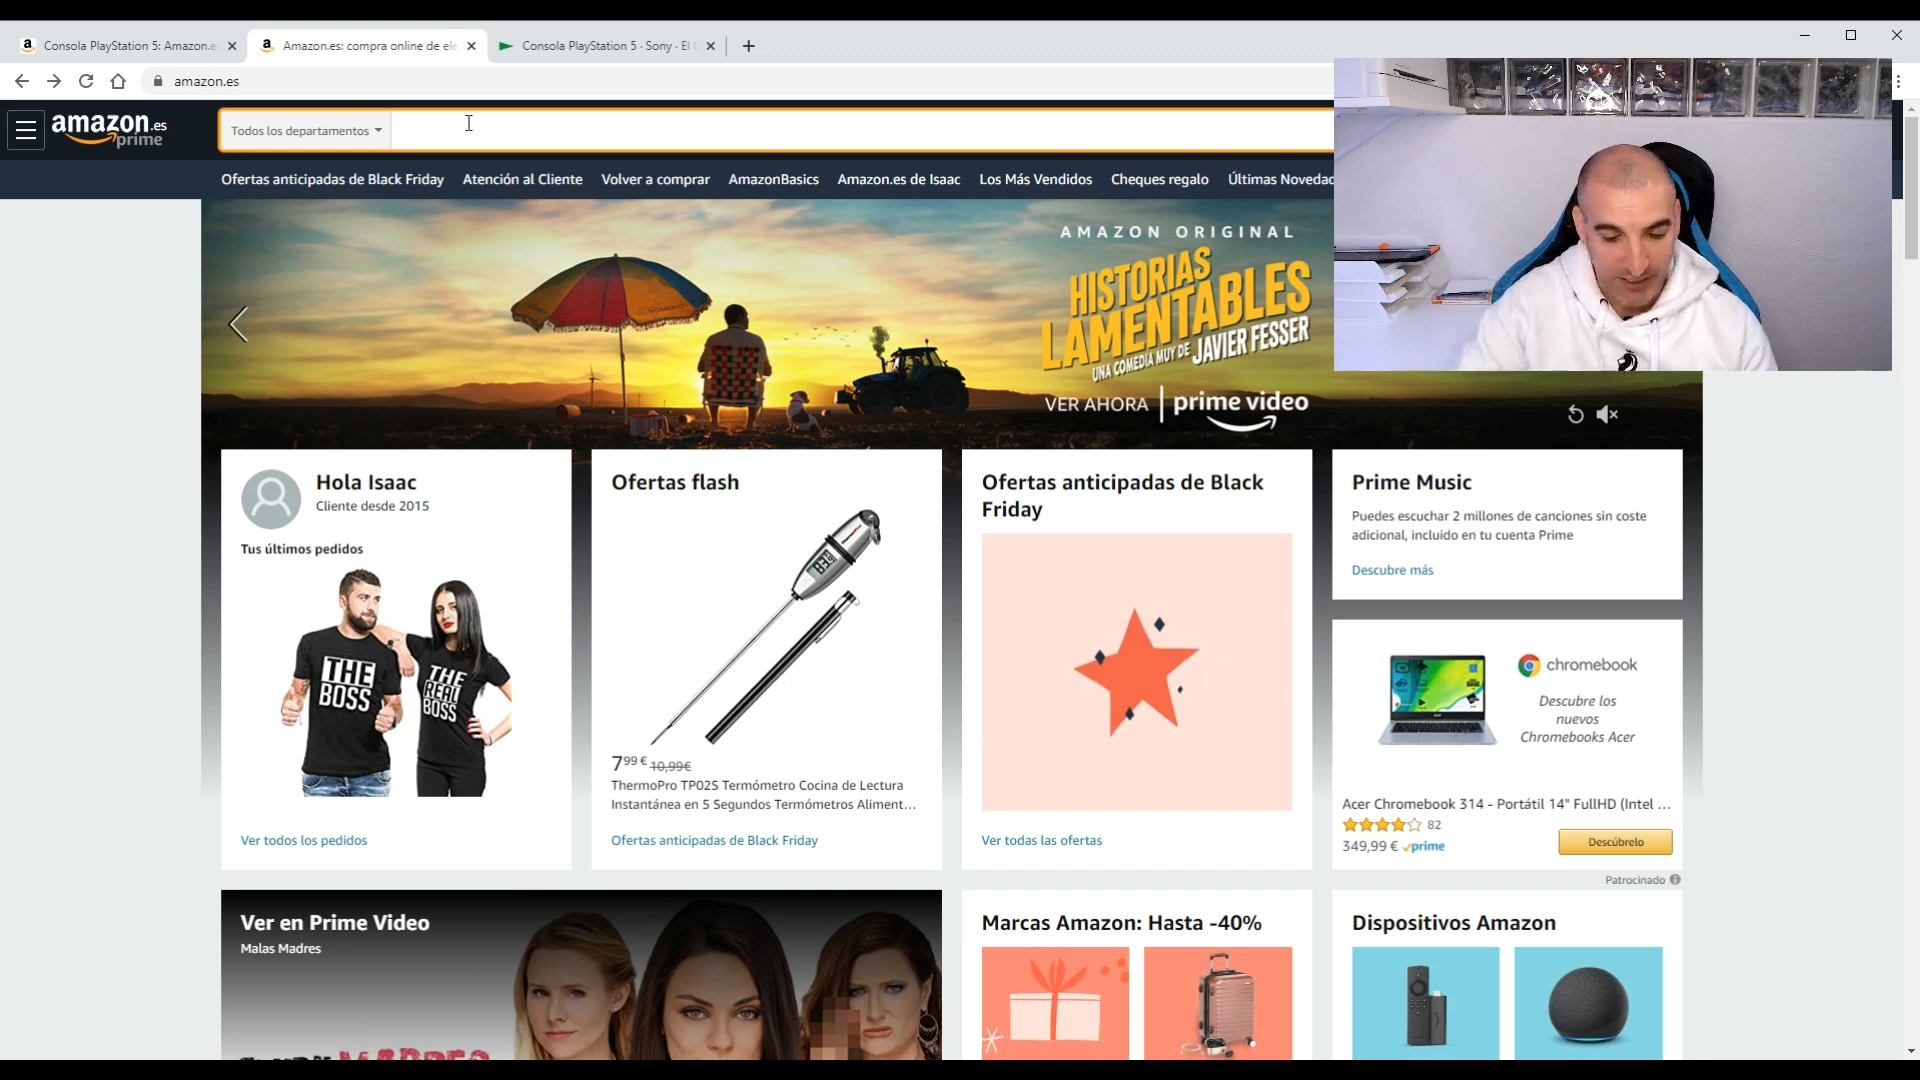 Consola PlayStation 5: Amazon.e
Amazon.es: compra online de ele
Consola PlayStation 5 · Sony · El
amazon.es
amazon.es
prime
Todos los departamentos
Ofertas anticipadas de Black Friday
Atención al Cliente
Volver a comprar
AmazonBasics
Amazon.es de Isaac
Los Más Vendidos
Cheques regalo
Últimas Novedad
AMAZON ORIGINAL
HISTORIAS
LAMENTABLES
UNA COMEDIA MUY DE JAVIER FESSER
VER AHORA | prime video
Hola Isaac
Cliente desde 2015
Tus últimos pedidos
THE
BOSS
THE
REAL
BOSS
Ver todos los pedidos
Ofertas flash
7⁹⁹ € 10,99€
ThermoPro TP02S Termómetro Cocina de Lectura
Instantánea en 5 Segundos Termómetros Aliment...
Ofertas anticipadas de Black Friday
Ofertas anticipadas de Black
Friday
Ver todas las ofertas
Prime Music
Puedes escuchar 2 millones de canciones sin coste
adicional, incluido en tu cuenta Prime
Descubre más
chromebook
Descubre los
nuevos
Chromebooks Acer
Acer Chromebook 314 - Portátil 14" FullHD (Intel ...
82
349,99 € prime
Descúbrelo
Patrocinado
Ver en Prime Video
Malas Madres
Marcas Amazon: Hasta -40%
Dispositivos Amazon